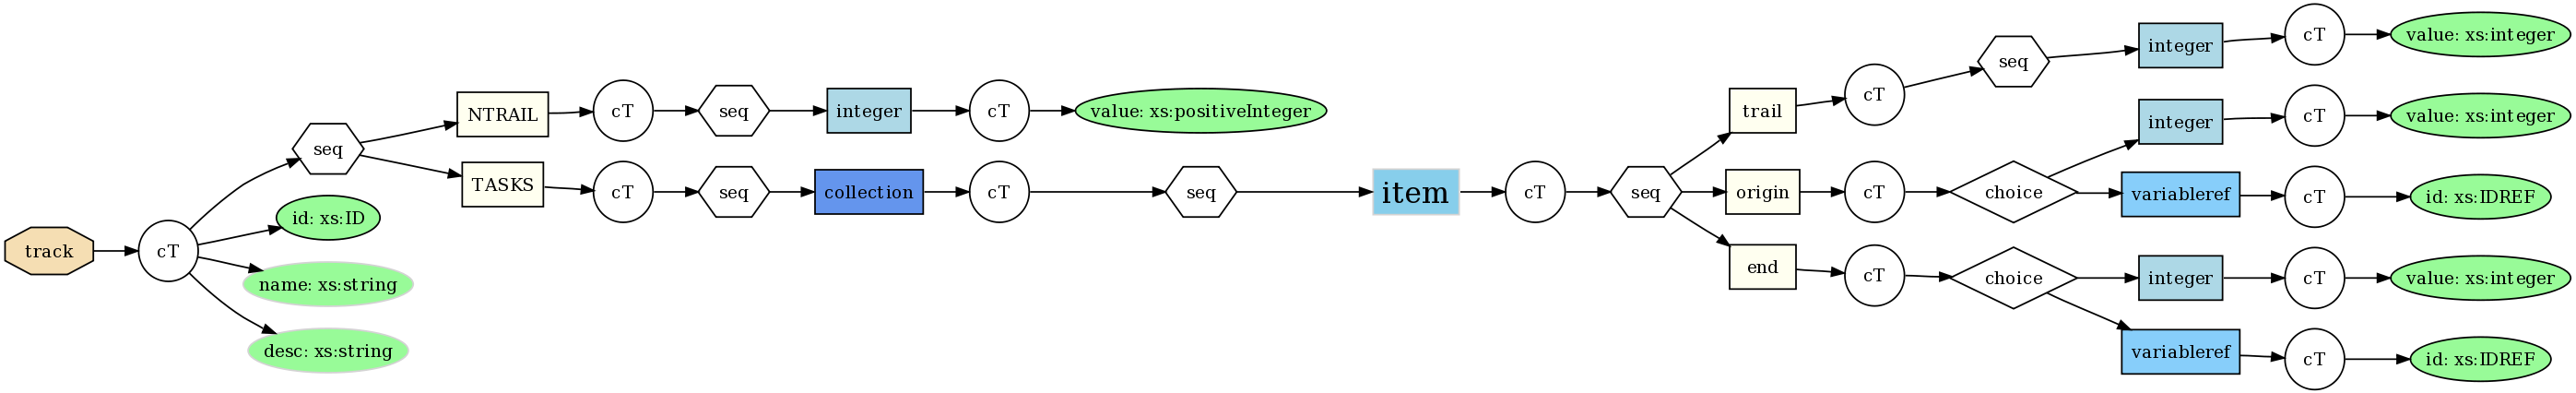 track
cT
seq
id: xs:ID
name: xs:string
desc: xs:string
NTRAIL
cT
seq
integer
cT
value: xs:positiveInteger
TASKS
cT
seq
collection
cT
seq
item
cT
seq
trail
cT
seq
integer
cT
value: xs:integer
origin
cT
choice
integer
cT
value: xs:integer
variableref
cT
id: xs:IDREF
end
cT
choice
integer
cT
value: xs:integer
variableref
cT
id: xs:IDREF